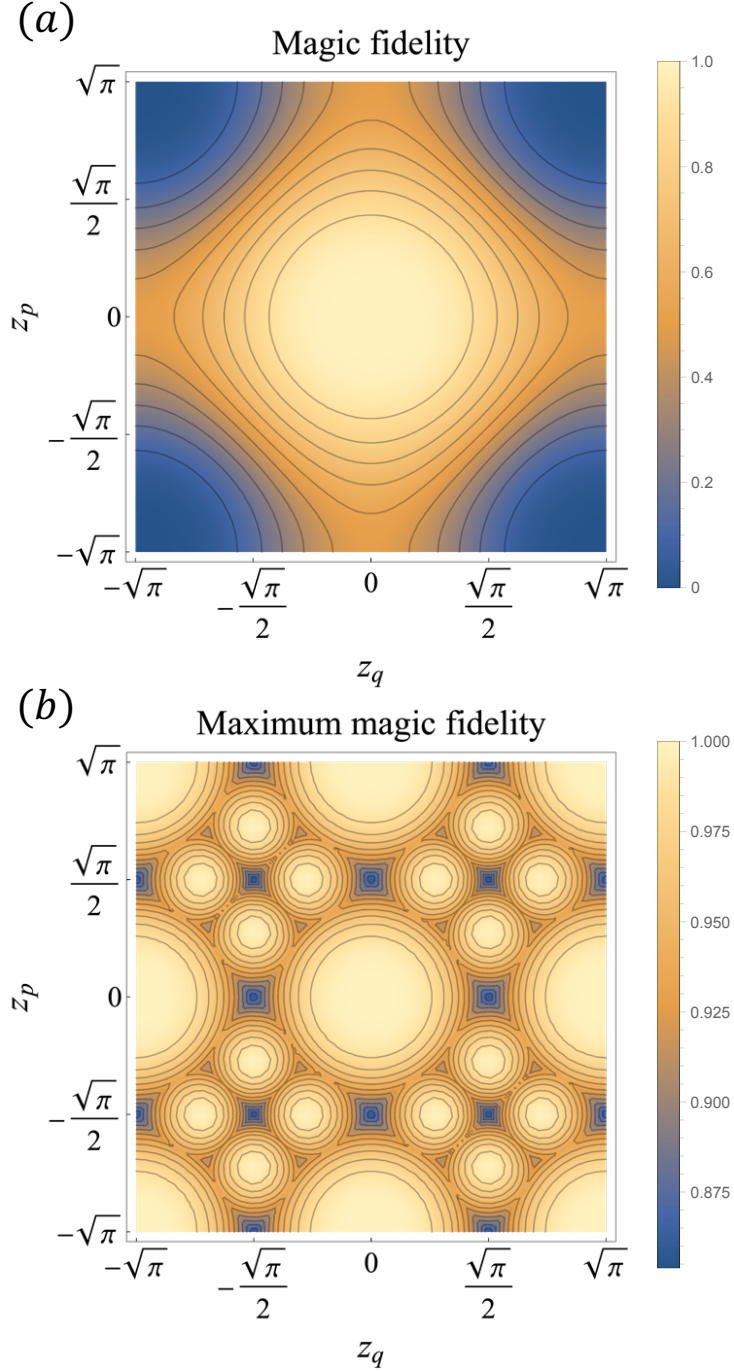 (a)
Magic fidelity
√π
√π/2
0
-√π/2
-√π
z_p
-√π
-√π/2
0
√π/2
√π
z_q
1.0
0.8
0.6
0.4
0.2
0
(b)
Maximum magic fidelity
√π
√π/2
0
-√π/2
-√π
z_p
-√π
-√π/2
0
√π/2
√π
z_q
1.000
0.975
0.950
0.925
0.900
0.875